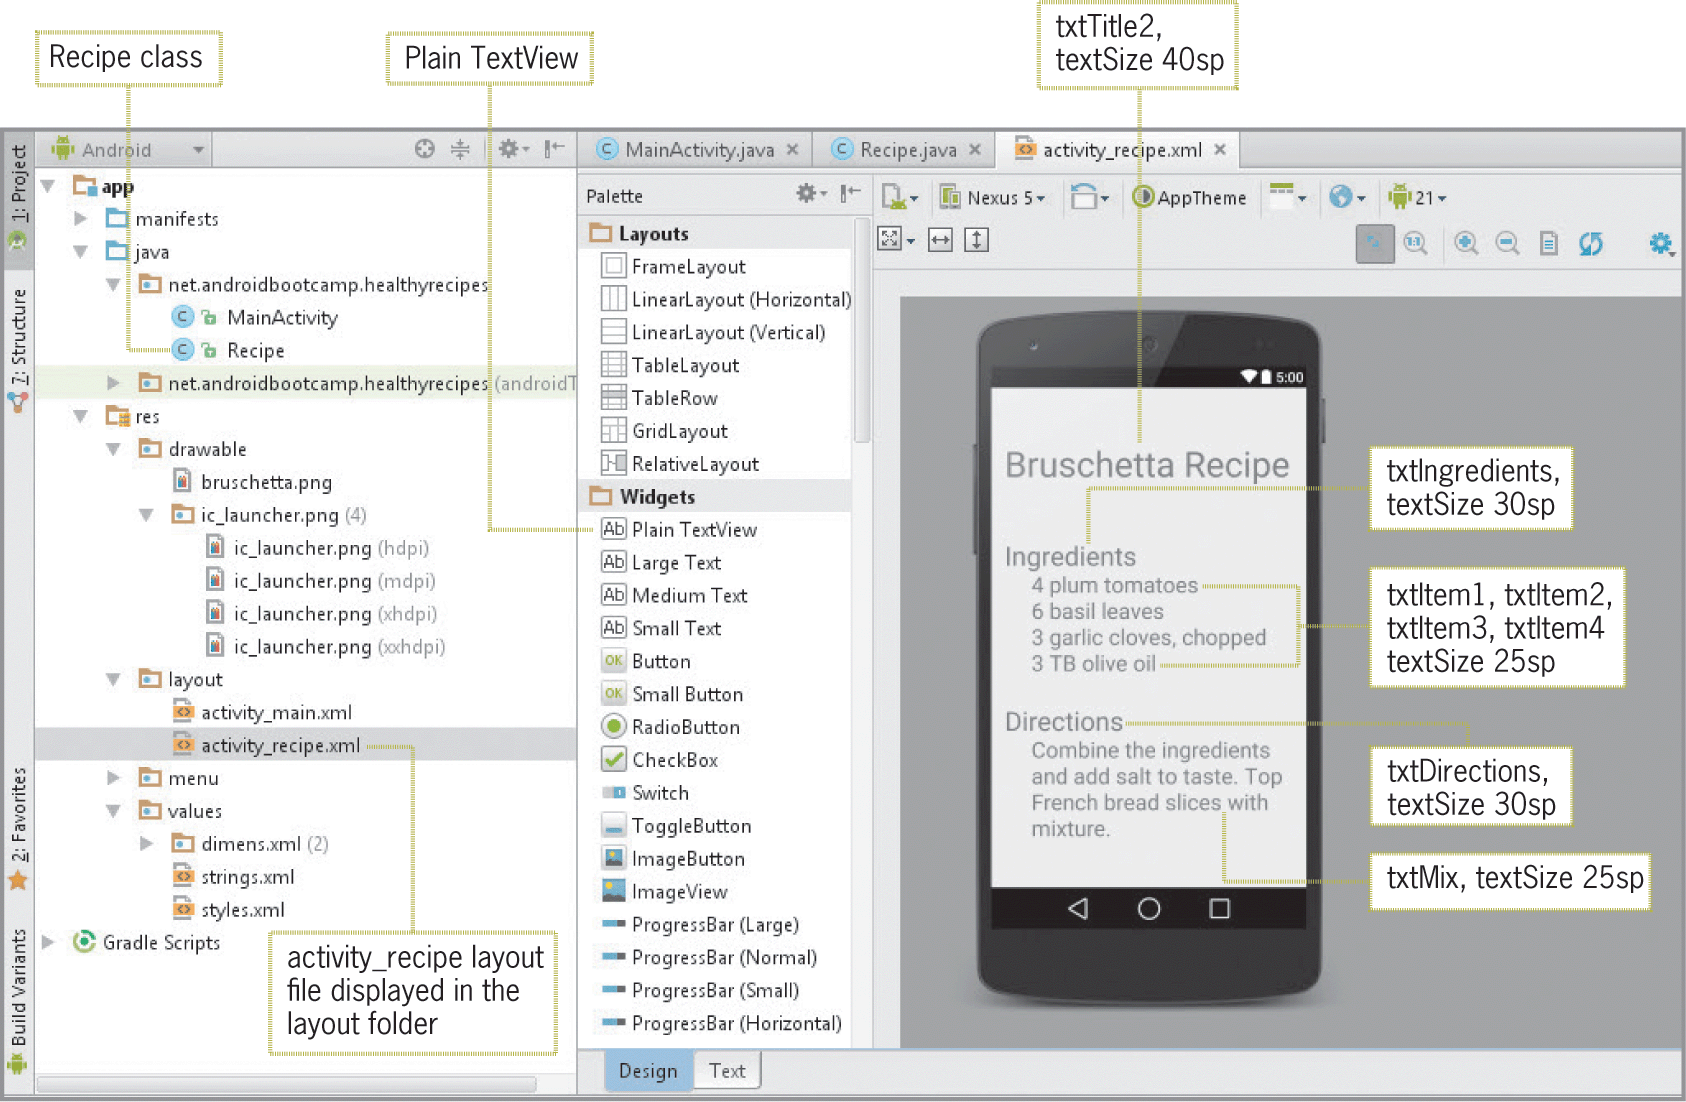 Recipe class
Plain TextView
txtTitle2,
textSize 40sp
1: Project
7: Structure
2: Favorites
Build Variants
Android
app
manifests
java
net.androidbootcamp.healthyrecipes
MainActivity
Recipe
net.androidbootcamp.healthyrecipes (androidT
res
drawable
bruschetta.png
ic_launcher.png (4)
ic_launcher.png (hdpi)
ic_launcher.png (mdpi)
ic_launcher.png (xhdpi)
ic_launcher.png (xxhdpi)
layout
activity_main.xml
activity_recipe.xml
menu
values
dimens.xml (2)
strings.xml
styles.xml
Gradle Scripts
activity_recipe layout
file displayed in the
layout folder
MainActivity.java
Recipe.java
activity_recipe.xml
Palette
Layouts
FrameLayout
LinearLayout (Horizontal)
LinearLayout (Vertical)
TableLayout
TableRow
GridLayout
RelativeLayout
Widgets
Ab Plain TextView
Ab Large Text
Ab Medium Text
Ab Small Text
OK Button
OK Small Button
RadioButton
CheckBox
Switch
ToggleButton
ImageButton
ImageView
ProgressBar (Large)
ProgressBar (Normal)
ProgressBar (Small)
ProgressBar (Horizontal)
Design
Text
Nexus 5
AppTheme
21
1:1
5:00
Bruschetta Recipe
Ingredients
4 plum tomatoes
6 basil leaves
3 garlic cloves, chopped
3 TB olive oil
Directions
Combine the ingredients
and add salt to taste. Top
French bread slices with
mixture.
txtIngredients,
textSize 30sp
txtItem1, txtItem2,
txtItem3, txtItem4
textSize 25sp
txtDirections,
textSize 30sp
txtMix, textSize 25sp